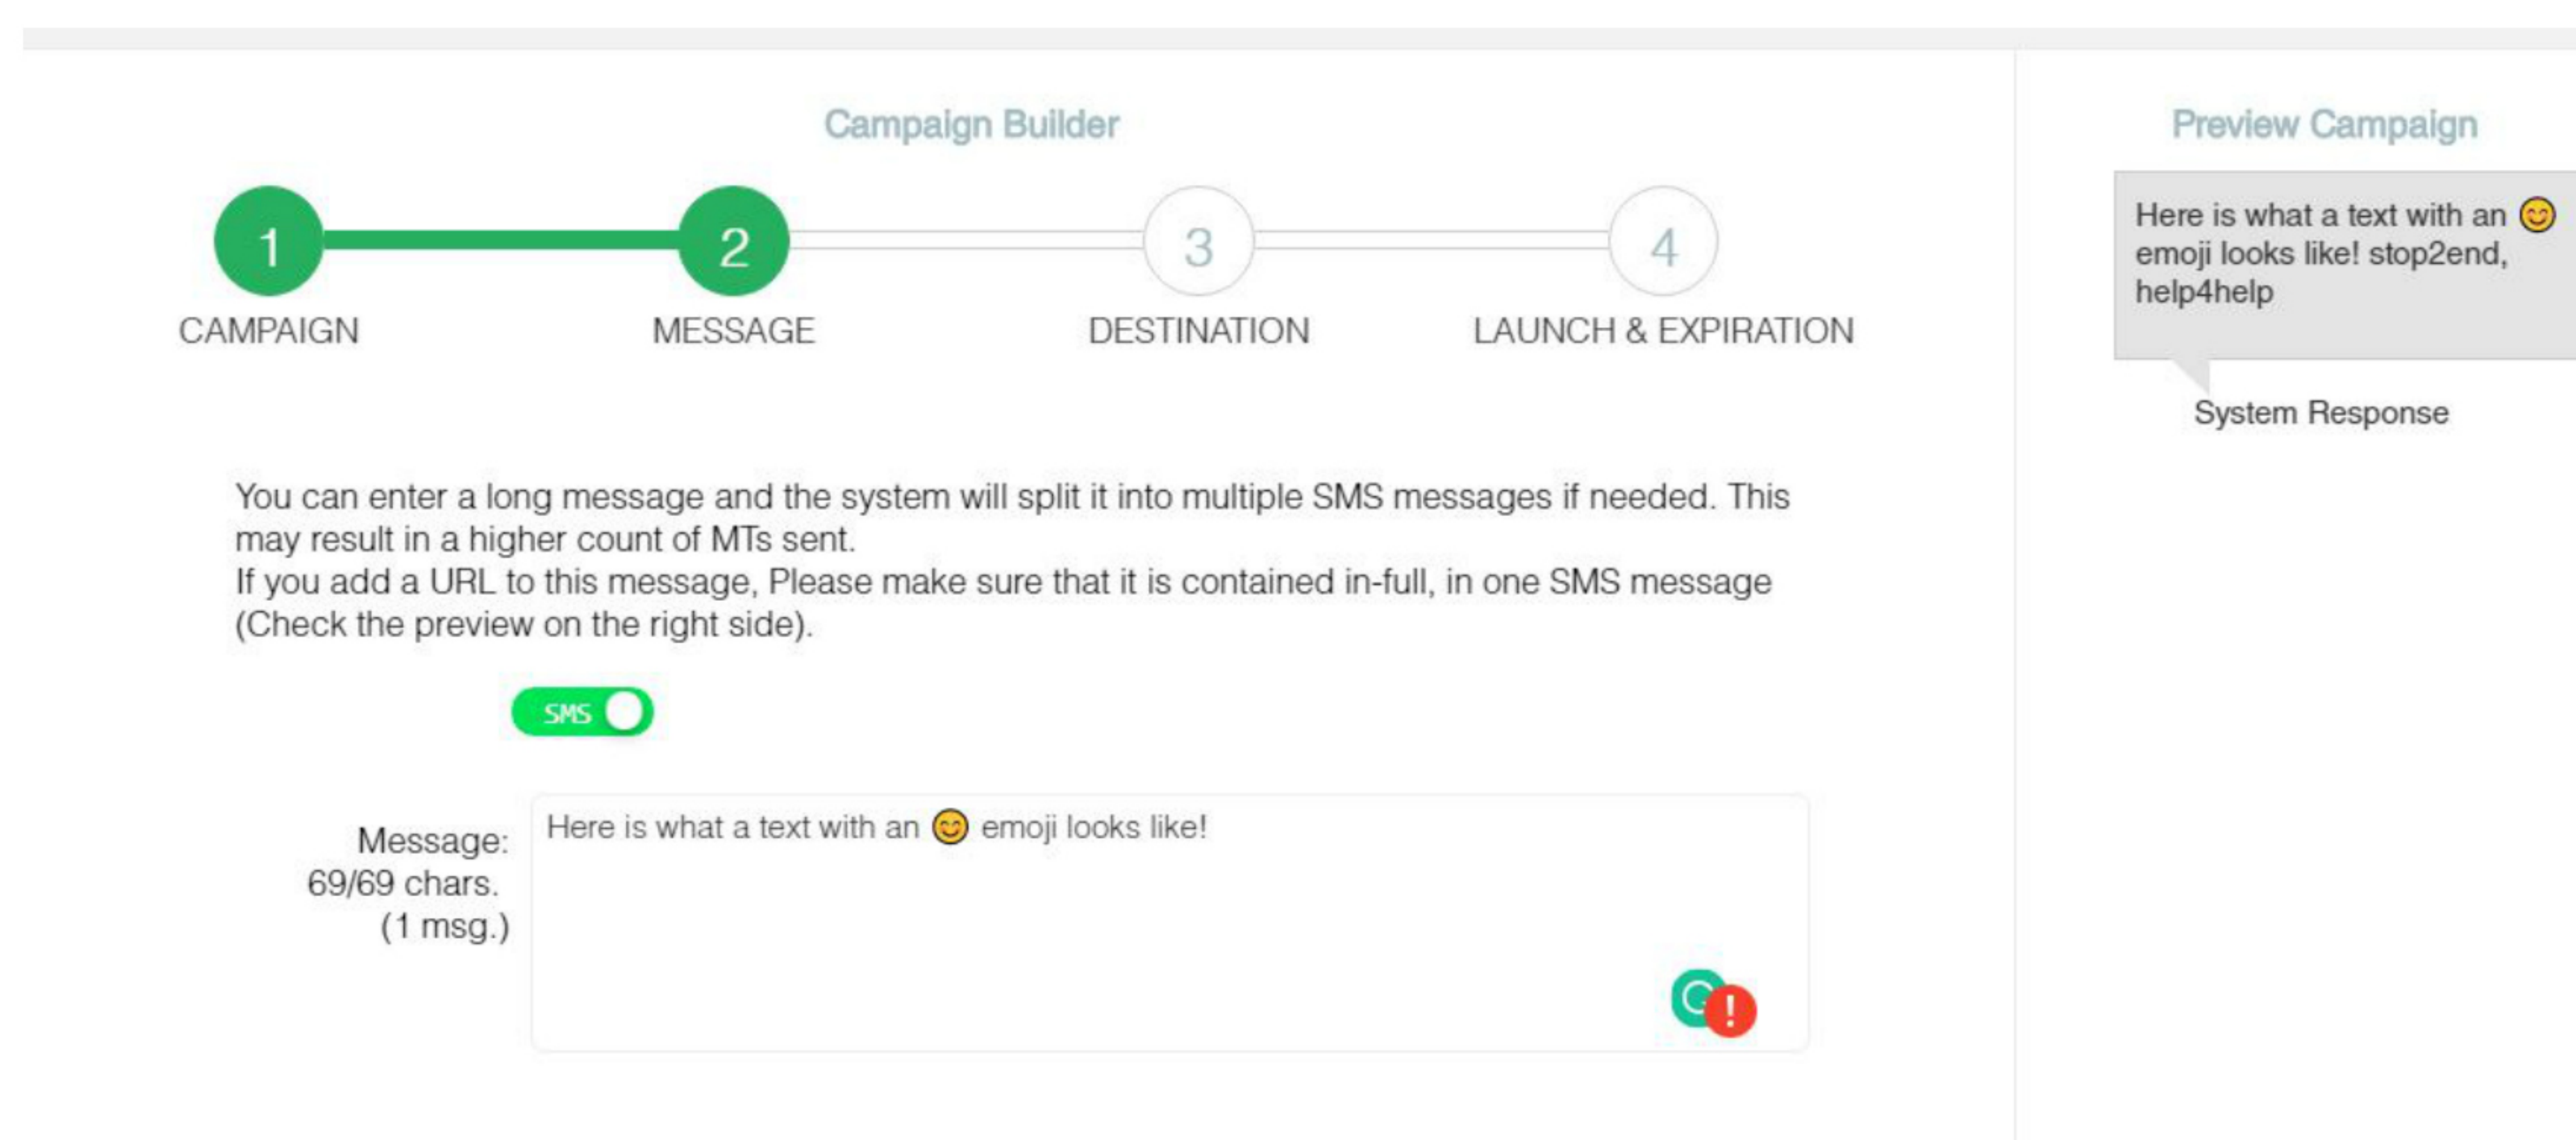 Campaign Builder
1
2
3
4
CAMPAIGN
MESSAGE
DESTINATION
LAUNCH & EXPIRATION
You can enter a long message and the system will split it into multiple SMS messages if needed. This
may result in a higher count of MTs sent.
If you add a URL to this message, Please make sure that it is contained in-full, in one SMS message
(Check the preview on the right side).
SMS
Message:
69/69 chars.
(1 msg.)
Here is what a text with an 😊 emoji looks like!
Preview Campaign
Here is what a text with an 😊
emoji looks like! stop2end,
help4help
System Response